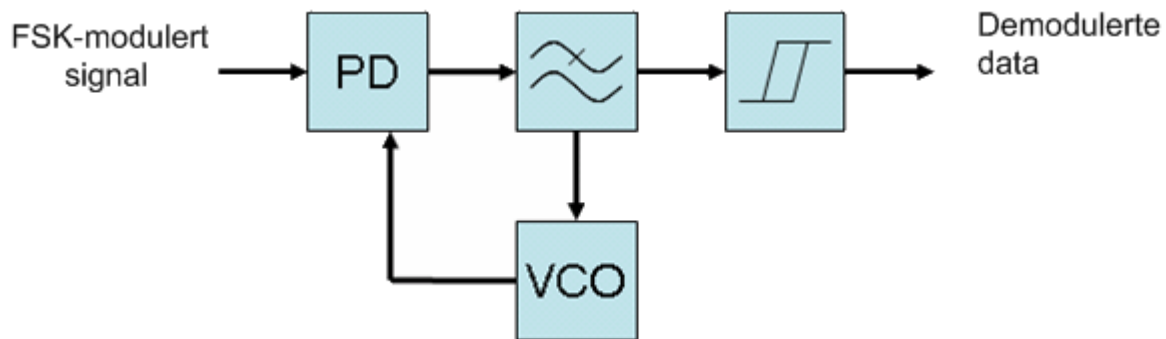 FSK-modulert
signal
PD
VCO
Demodulerte
data